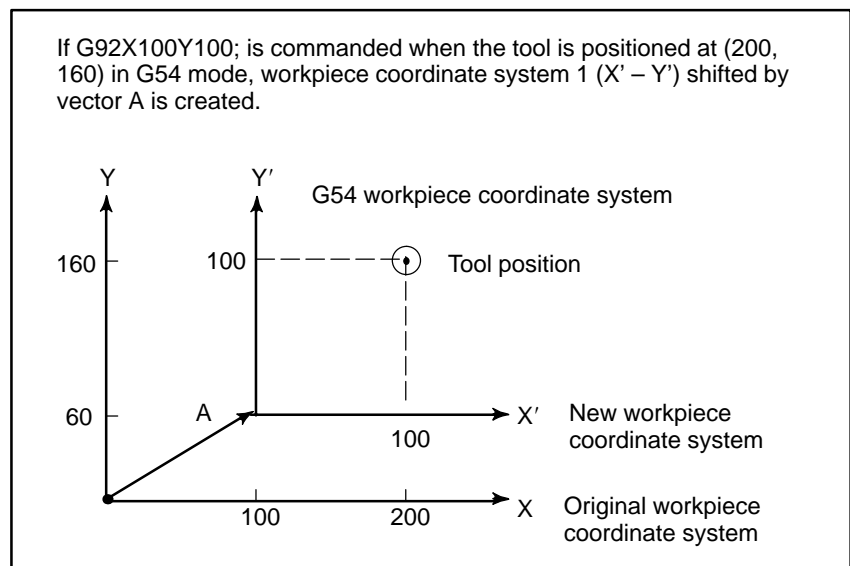 If G92X100Y100; is commanded when the tool is positioned at (200,
160) in G54 mode, workpiece coordinate system 1 (X’ – Y’) shifted by
vector A is created.
Y
Y′
G54 workpiece coordinate system
160
100
Tool position
60
A
X′
New workpiece
coordinate system
100
X
Original workpiece
coordinate system
100
200